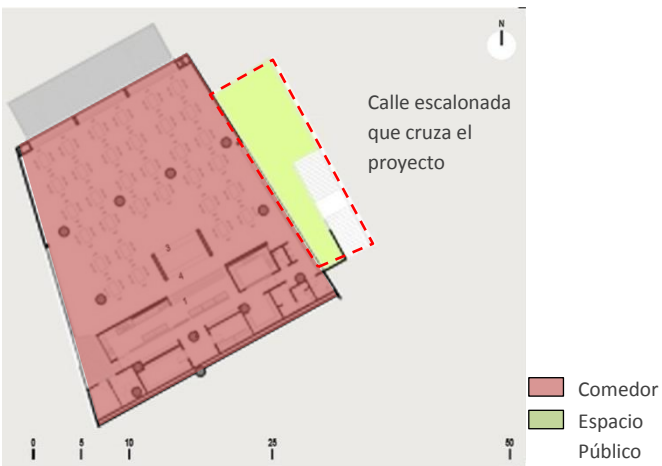 N
Calle escalonada
que cruza el
proyecto
3
4
1
Comedor
Espacio
Público
0 5 10 25 50